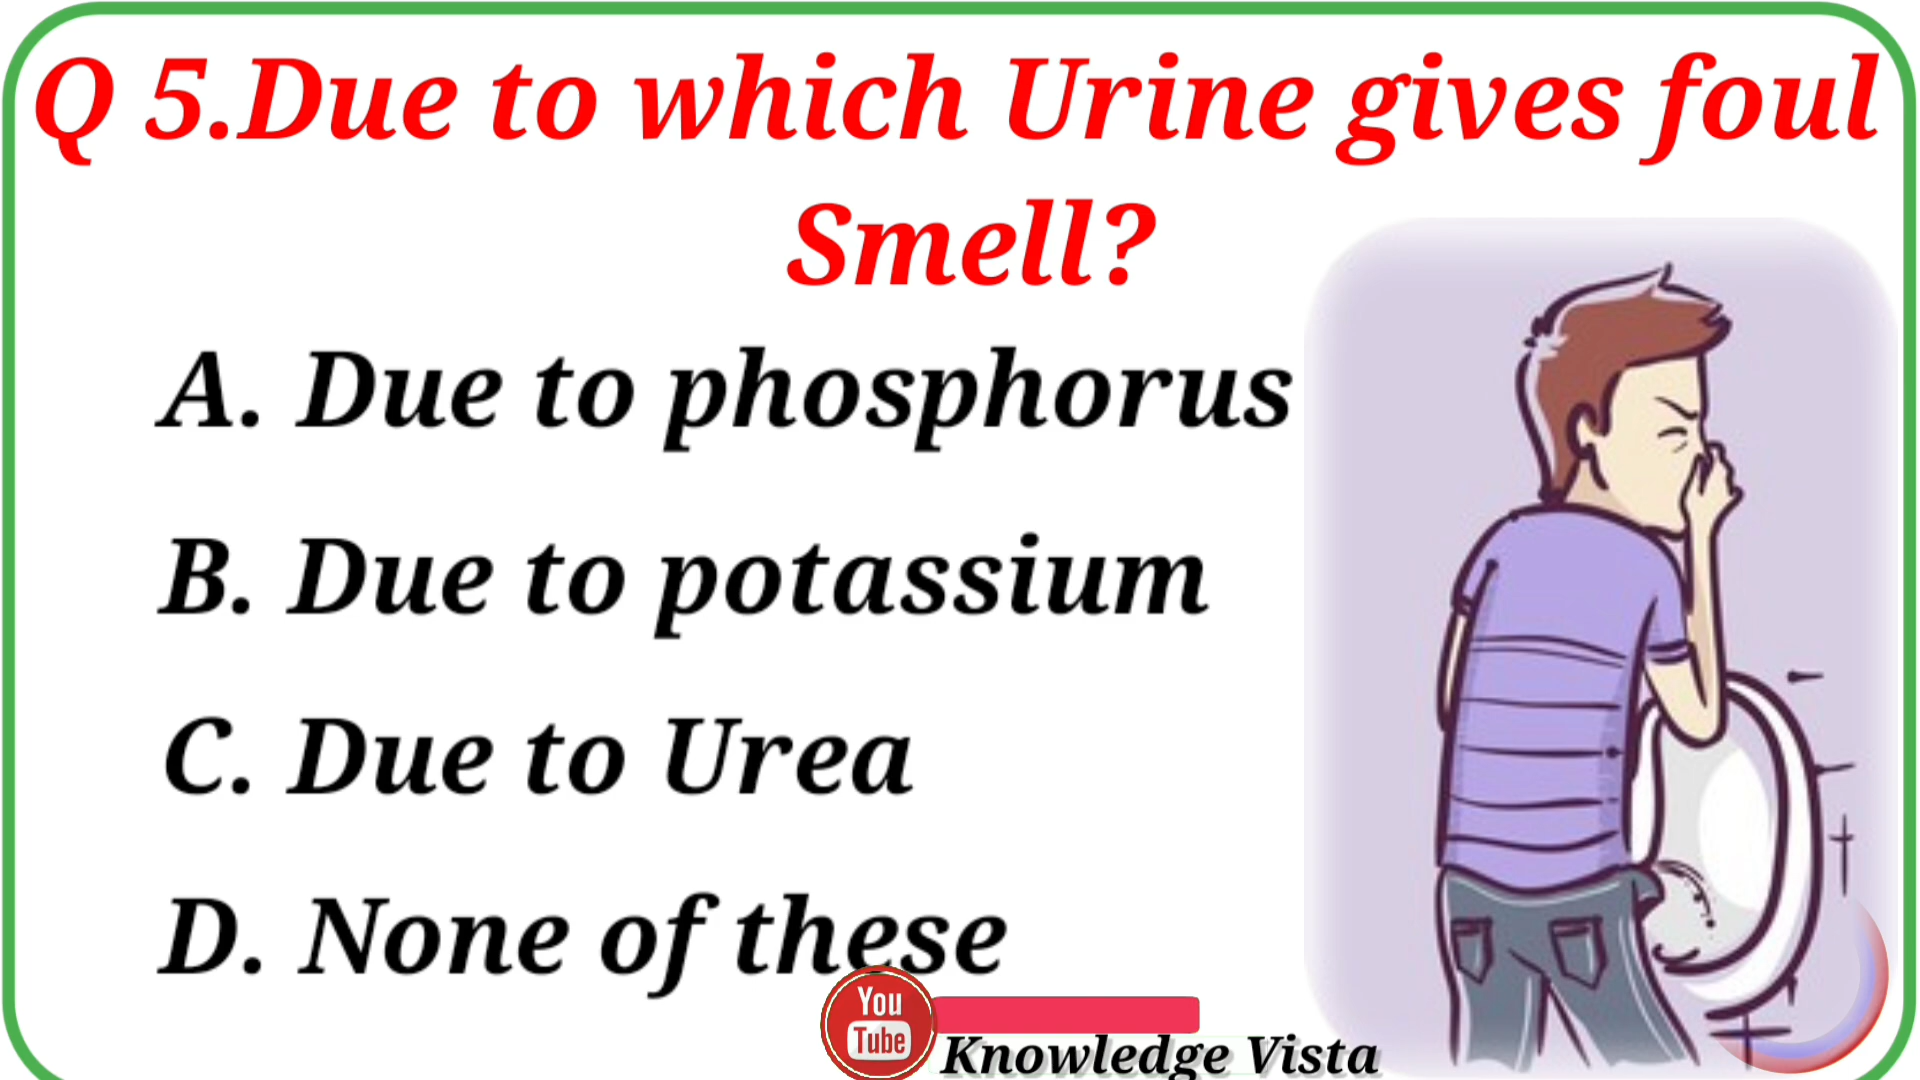 Q 5.Due to which Urine gives foul
Smell?
A. Due to phosphorus
B. Due to potassium
C. Due to Urea
D. None of these
You
Tube
Knowledge Vista